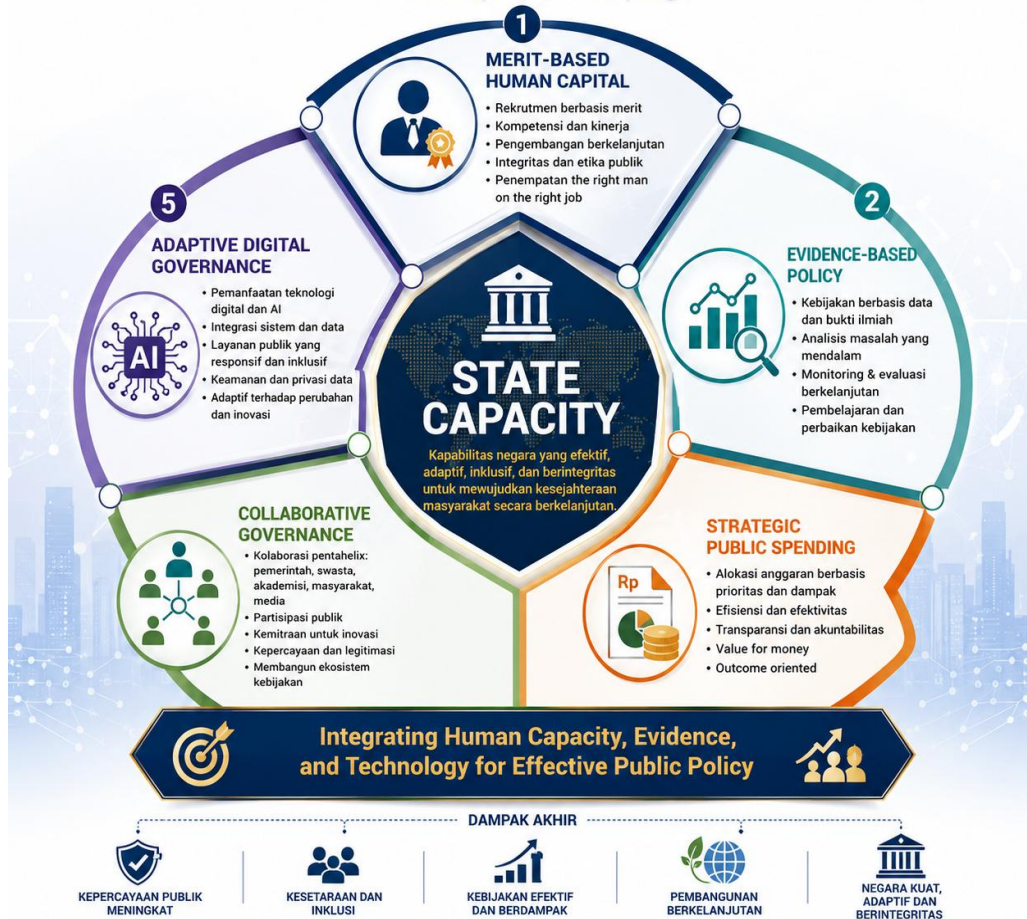 1
MERIT-BASED
HUMAN CAPITAL
• Rekrutmen berbasis merit
• Kompetensi dan kinerja
• Pengembangan berkelanjutan
• Integritas dan etika publik
• Penempatan the right man
on the right job
2
EVIDENCE-BASED
POLICY
• Kebijakan berbasis data
dan bukti ilmiah
• Analisis masalah yang
mendalam
• Monitoring & evaluasi
berkelanjutan
• Pembelajaran dan
perbaikan kebijakan
5
ADAPTIVE DIGITAL
GOVERNANCE
AI
• Pemanfaatan teknologi
digital dan AI
• Integrasi sistem dan data
• Layanan publik yang
responsif dan inklusif
• Keamanan dan privasi data
• Adaptif terhadap perubahan
dan inovasi
STATE
CAPACITY
Kapabilitas negara yang efektif,
adaptif, inklusif, dan berintegritas
untuk mewujudkan kesejahteraan
masyarakat secara berkelanjutan.
COLLABORATIVE
GOVERNANCE
• Kolaborasi pentahelix:
pemerintah, swasta,
akademisi, masyarakat,
media
• Partisipasi publik
• Kemitraan untuk inovasi
• Kepercayaan dan legitimasi
• Membangun ekosistem
kebijakan
STRATEGIC
PUBLIC SPENDING
Rp
• Alokasi anggaran berbasis
prioritas dan dampak
• Efisiensi dan efektivitas
• Transparansi dan akuntabilitas
• Value for money
• Outcome oriented
Integrating Human Capacity, Evidence,
and Technology for Effective Public Policy
DAMPAK AKHIR
KEPERCAYAAN PUBLIK
MENINGKAT
KESETARAAN DAN
INKLUSI
KEBIJAKAN EFEKTIF
DAN BERDAMPAK
PEMBANGUNAN
BERKELANJUTAN
NEGARA KUAT,
ADAPTIF DAN
BERINTEGRITAS